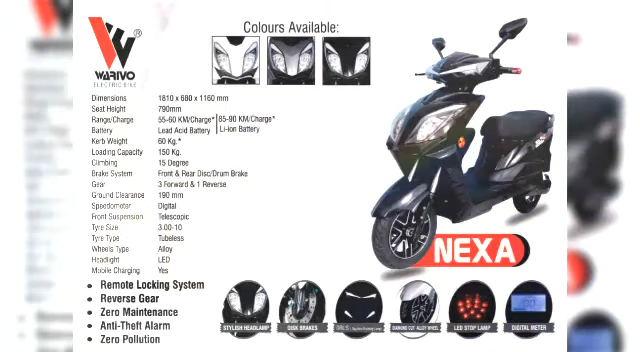 Colours Available:
WARIVO
ELECTRIC BIKE
Dimensions 1810 x 680 x 1160 mm
Seat Height 790mm
Range/Charge 55-60 KM/Charge* 85-90 KM/Charge*
Battery Lead Acid Battery Li-ion Battery
Kerb Weight 60 Kg.*
Loading Capacity 150 Kg.
Climbing 15 Degree
Brake System Front & Rear Disc/Drum Brake
Gear 3 Forward & 1 Reverse
Ground Clearance 190 mm
Speedometer Digital
Front Suspension Telescopic
Tyre Size 3.00-10
Tyre Type Tubeless
Wheels Type Alloy
Headlight LED
Mobile Charging Yes
NEXA
• Remote Locking System
• Reverse Gear
• Zero Maintenance
• Anti-Theft Alarm
• Zero Pollution
STYLISH HEADLAMP
DISK BRAKES
DIAMOND CUT ALLOY WHEEL
LED STOP LAMP
DIGITAL METER